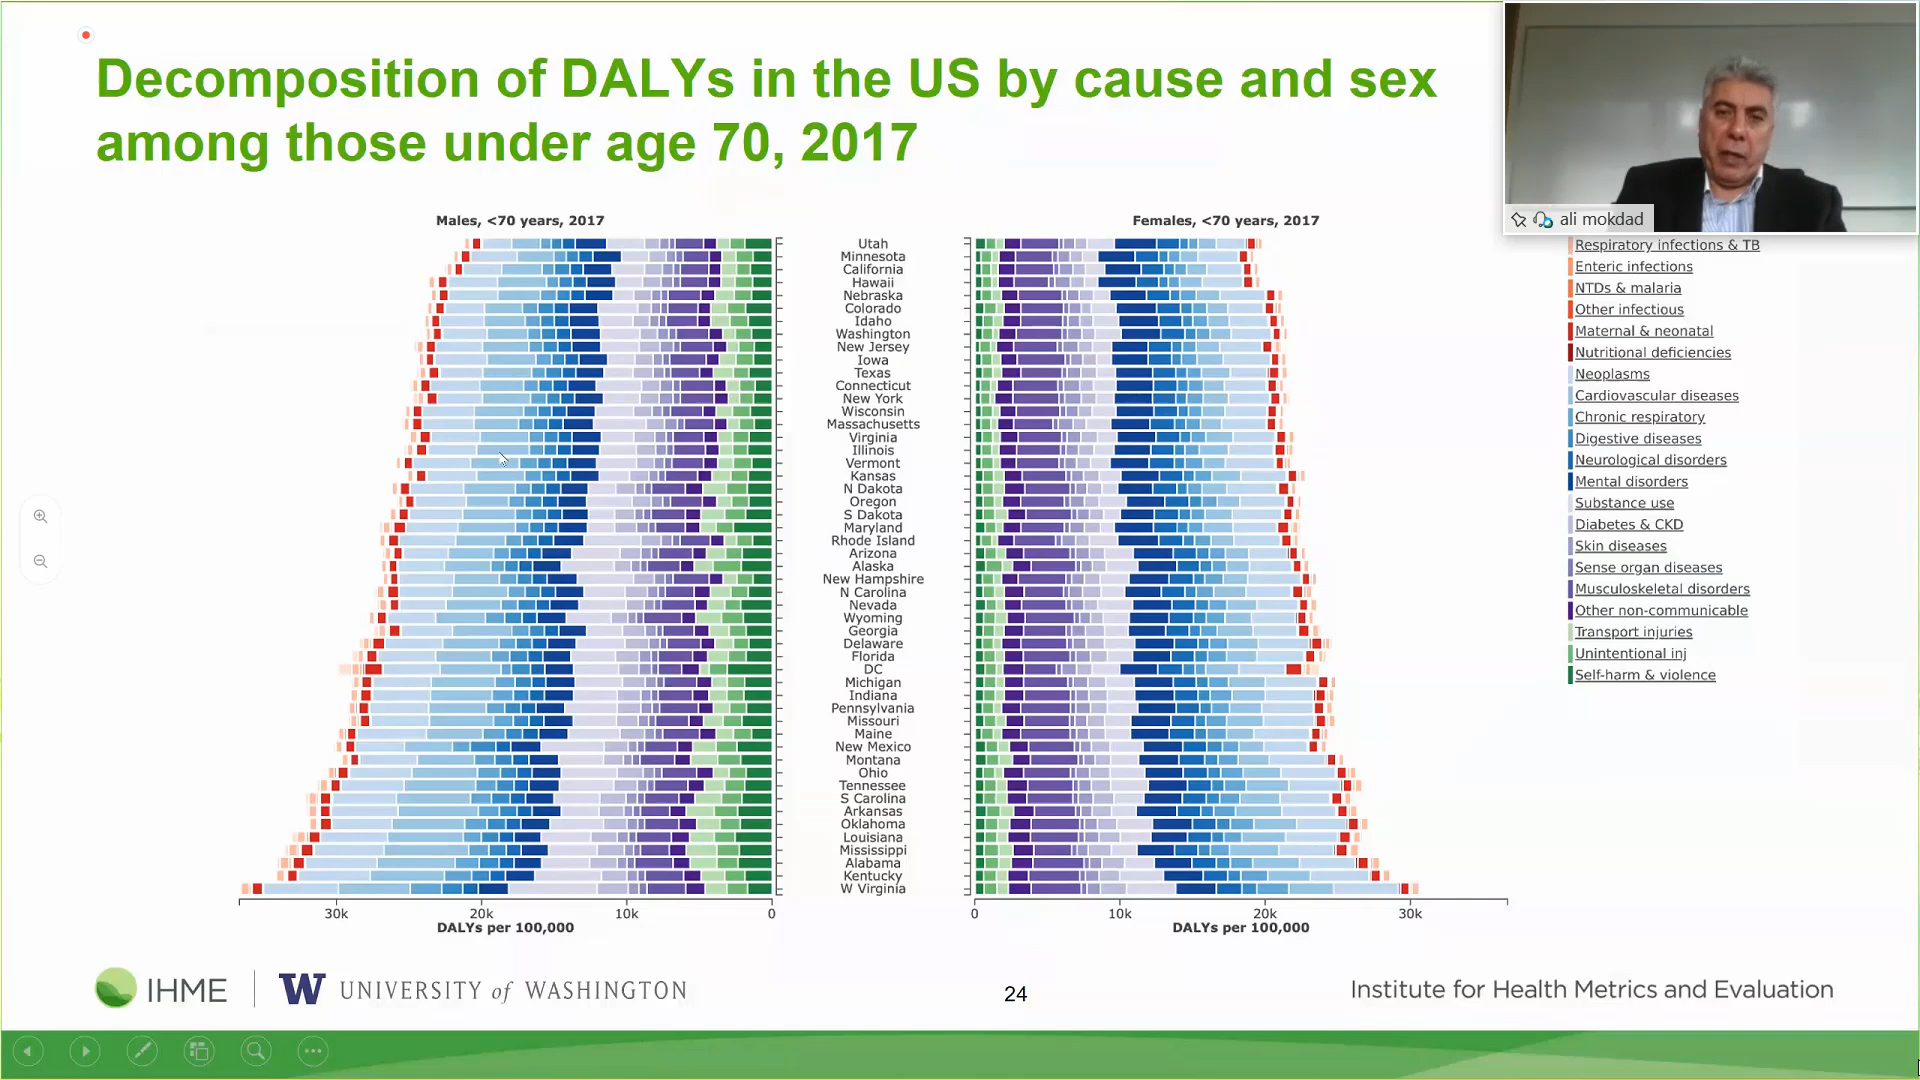 Decomposition of DALYs in the US by cause and sex
among those under age 70, 2017
ali mokdad
Males, <70 years, 2017
Females, <70 years, 2017
Utah
Minnesota
California
Hawaii
Nebraska
Colorado
Idaho
Washington
New Jersey
Iowa
Texas
Connecticut
New York
Wisconsin
Massachusetts
Virginia
Illinois
Vermont
Kansas
N Dakota
Oregon
S Dakota
Maryland
Rhode Island
Arizona
Alaska
New Hampshire
N Carolina
Nevada
Wyoming
Georgia
Delaware
Florida
DC
Michigan
Indiana
Pennsylvania
Missouri
Maine
New Mexico
Montana
Ohio
Tennessee
S Carolina
Arkansas
Oklahoma
Louisiana
Mississippi
Alabama
Kentucky
W Virginia
30k 20k 10k 0
DALYs per 100,000
0 10k 20k 30k
DALYs per 100,000
Respiratory infections & TB
Enteric infections
NTDs & malaria
Other infectious
Maternal & neonatal
Nutritional deficiencies
Neoplasms
Cardiovascular diseases
Chronic respiratory
Digestive diseases
Neurological disorders
Mental disorders
Substance use
Diabetes & CKD
Skin diseases
Sense organ diseases
Musculoskeletal disorders
Other non-communicable
Transport injuries
Unintentional inj
Self-harm & violence
IHME
W UNIVERSITY of WASHINGTON
24
Institute for Health Metrics and Evaluation